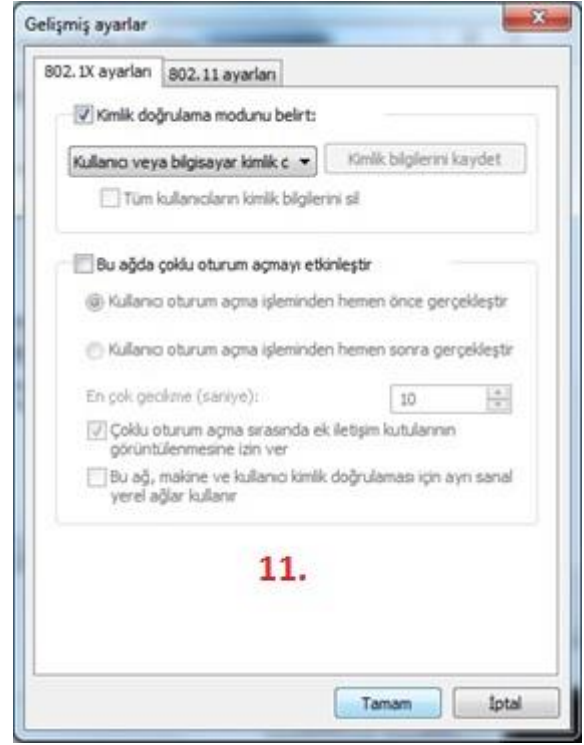 Gelişmiş ayarlar
802.1X ayarları
802.11 ayarları
Kimlik doğrulama modunu belirt:
Kullanıcı veya bilgisayar kimlik c
Kimlik bilgilerini kaydet
Tüm kullanıcıların kimlik bilgilerini sil
Bu ağda çoklu oturum açmayı etkinleştir
Kullanıcı oturum açma işleminden hemen önce gerçekleştir
Kullanıcı oturum açma işleminden hemen sonra gerçekleştir
En çok gecikme (saniye):
10
Çoklu oturum açma sırasında ek iletişim kutularının
görüntülenmesine izin ver
Bu ağ, makine ve kullanıcı kimlik doğrulaması için ayrı sanal
yerel ağlar kullanır
11.
Tamam
İptal